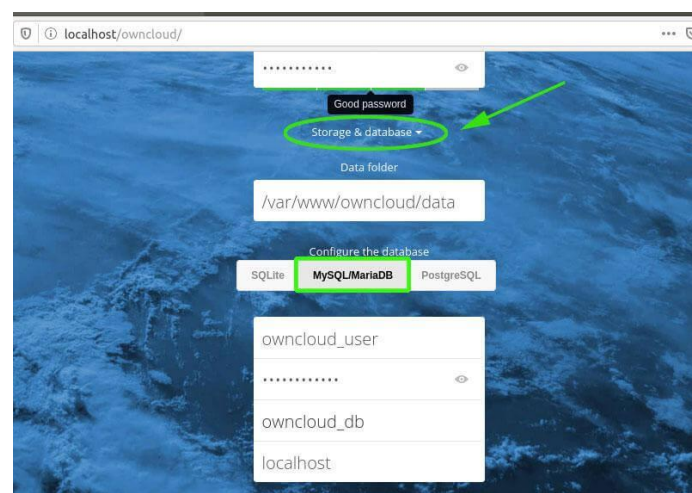 localhost/owncloud/
•••••••••••
Good password
Storage & database
Data folder
/var/www/owncloud/data
Configure the database
SQLite MySQL/MariaDB PostgreSQL
owncloud_user
••••••••••••
owncloud_db
localhost